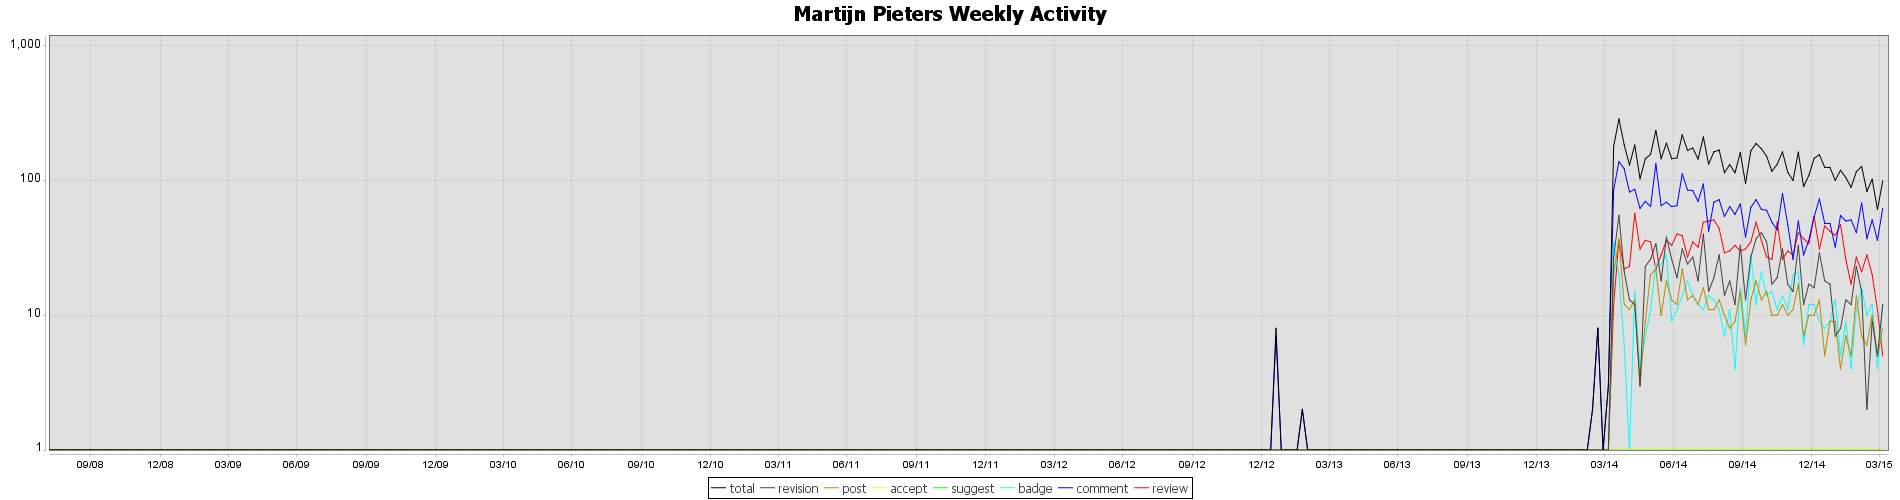 Martijn Pieters Weekly Activity
1,000
100
10
1
09/08 12/08 03/09 06/09 09/09 12/09 03/10 06/10 09/10 12/10 03/11 06/11 09/11 12/11 03/12 06/12 09/12 12/12 03/13 06/13 09/13 12/13 03/14 06/14 09/14 12/14 03/15
total revision post accept suggest badge comment review